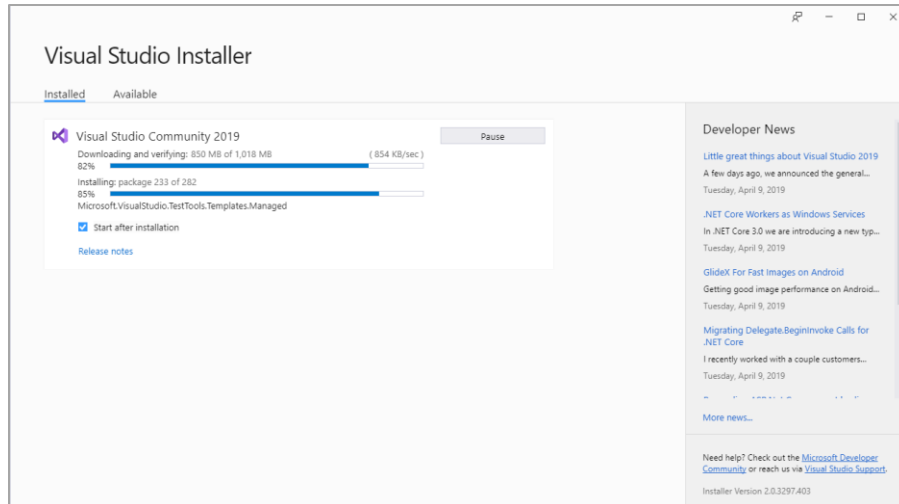 Visual Studio Installer
Installed
Available
Visual Studio Community 2019
Pause
Downloading and verifying: 850 MB of 1,018 MB
( 854 KB/sec )
82%
Installing: package 233 of 282
85%
Microsoft.VisualStudio.TestTools.Templates.Managed
Start after installation
Release notes
Developer News
Little great things about Visual Studio 2019
A few days ago, we announced the general...
Tuesday, April 9, 2019
.NET Core Workers as Windows Services
In .NET Core 3.0 we are introducing a new typ...
Tuesday, April 9, 2019
GlideX For Fast Images on Android
Getting good image performance on Android...
Tuesday, April 9, 2019
Migrating Delegate.BeginInvoke Calls for
.NET Core
I recently worked with a couple customers...
Tuesday, April 9, 2019
More news...
Need help? Check out the Microsoft Developer
Community or reach us via Visual Studio Support.
Installer Version 2.0.3297.403